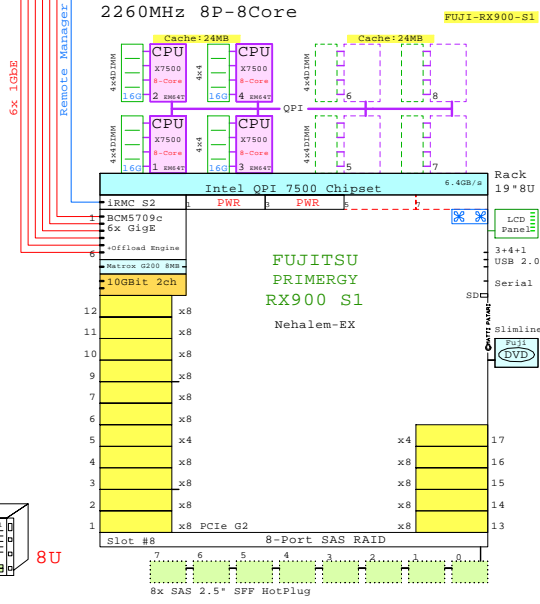 2260MHz 8P-8Core
FUJI-RX900-S1
Cache:24MB
Cache:24MB
6x 1GbE
Remote Manager
4x4DIMM
16G
CPU
X7500
8-Core
2 EM64T
4x4
16G
CPU
X7500
8-Core
4 EM64T
4x4DIMM
6
8
QPI
4x4DIMM
16G
CPU
X7500
8-Core
1 EM64T
4x4
16G
CPU
X7500
8-Core
3 EM64T
4x4DIMM
5
7
Intel QPI 7500 Chipset
6.4GB/s
Rack
19"8U
iRMC S2
1 PWR 3 PWR 5 7
1 BCM5709c
6x GigE
+Offload Engine
6
Matrox G200 8MB
10GBit 2ch
LCD
Panel
3+4+1
USB 2.0
Serial
SD
MATTI PATARI
Slimline
Fuji
DVD
FUJITSU
PRIMERGY
RX900 S1
Nehalem-EX
12 x8
11 x8
10 x8
9 x8
7 x8
6 x8
5 x4
4 x8
3 x8
2 x8
1 x8 PCIe G2
x4 17
x8 16
x8 15
x8 14
x8 13
Slot #8
8-Port SAS RAID
7 6 5 4 3 2 1 0
8x SAS 2.5" SFF HotPlug
8U